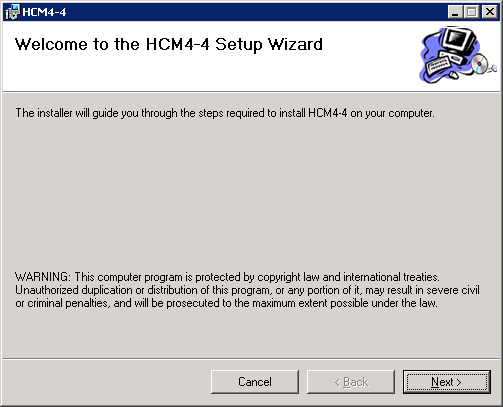 HCM4-4
Welcome to the HCM4-4 Setup Wizard
The installer will guide you through the steps required to install HCM4-4 on your computer.
WARNING: This computer program is protected by copyright law and international treaties.
Unauthorized duplication or distribution of this program, or any portion of it, may result in severe civil
or criminal penalties, and will be prosecuted to the maximum extent possible under the law.
Cancel
< Back
Next >